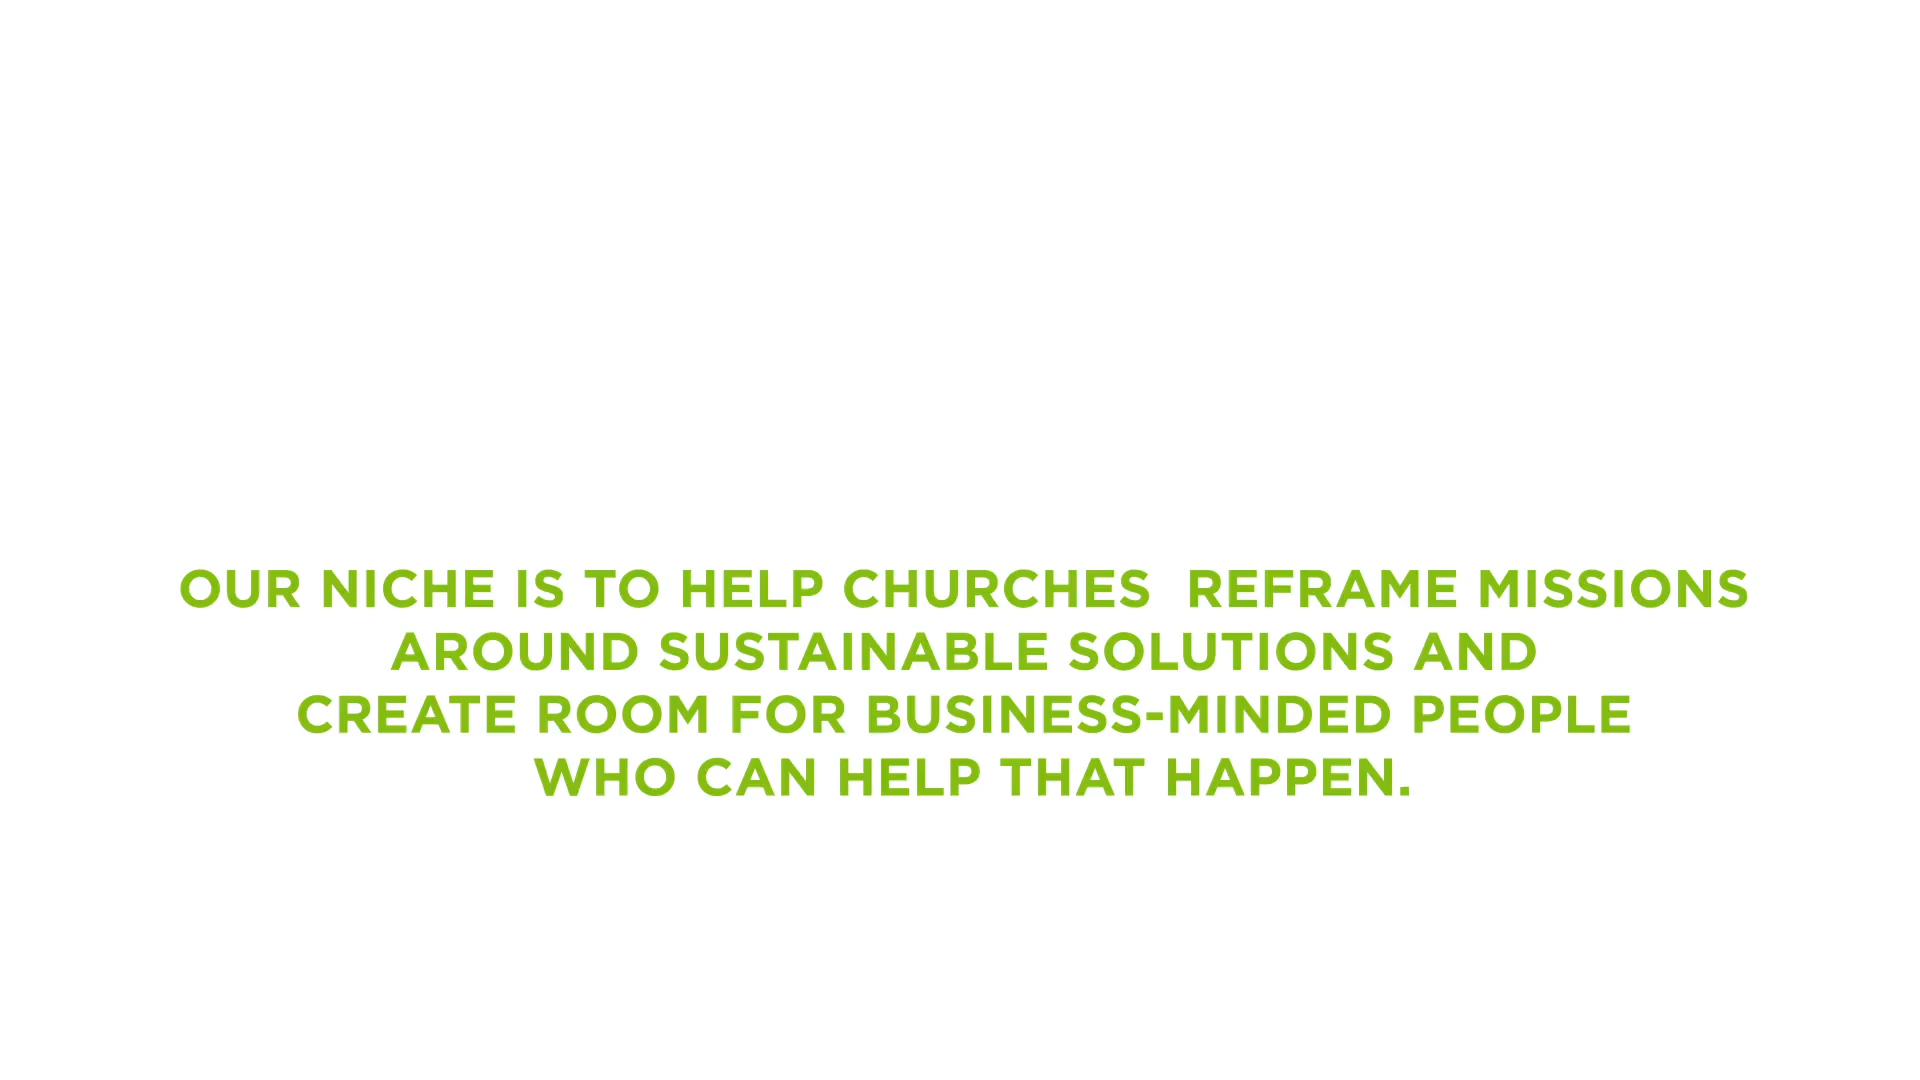 OUR NICHE IS TO HELP CHURCHES  REFRAME MISSIONS
AROUND SUSTAINABLE SOLUTIONS AND
CREATE ROOM FOR BUSINESS-MINDED PEOPLE
WHO CAN HELP THAT HAPPEN.